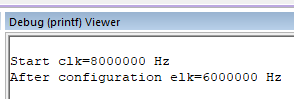 Debug (printf) Viewer
Start clk=8000000 Hz
After configuration elk=6000000 Hz